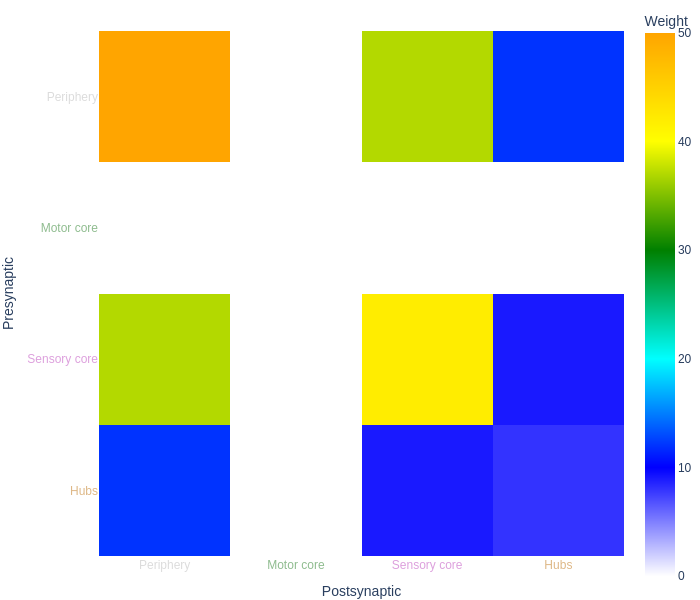 Weight
50
Periphery
40
Motor core
30
Presynaptic
Sensory core
20
10
Hubs
0
Periphery Motor core Sensory core Hubs
Postsynaptic